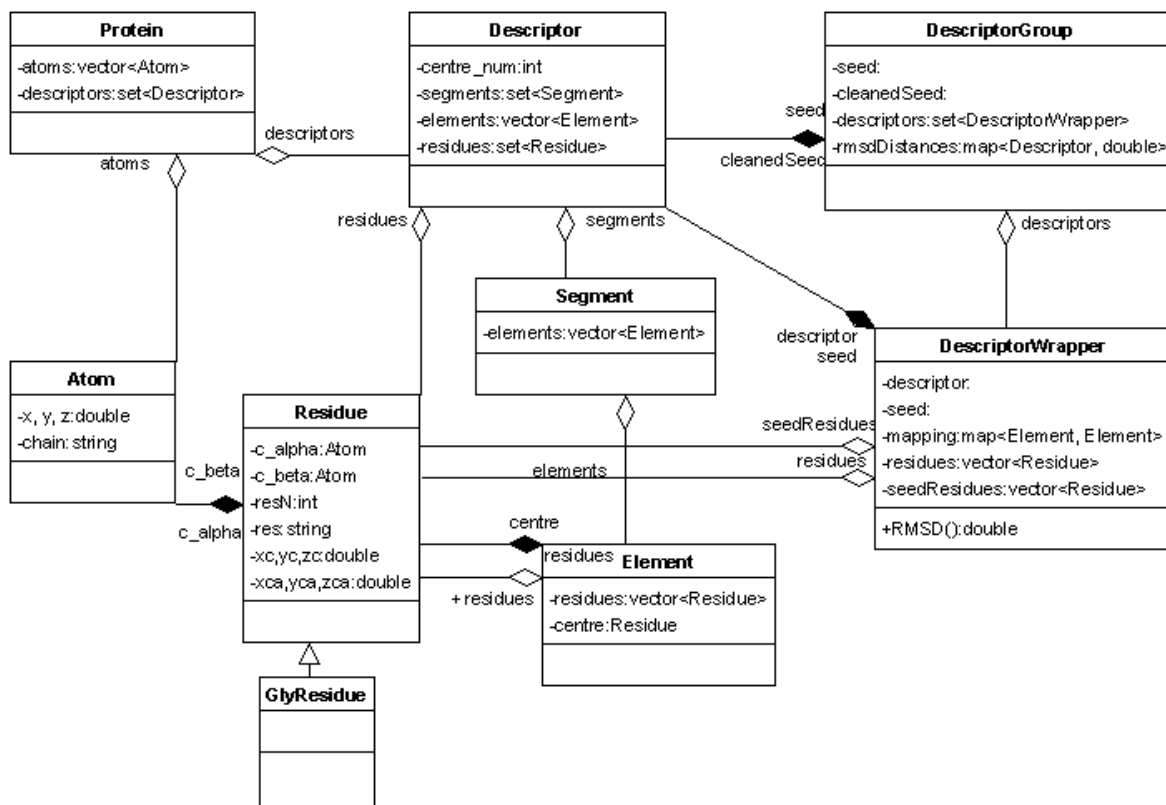 Protein
-atoms:vector<Atom>
-descriptors:set<Descriptor>
atoms
descriptors
Descriptor
-centre_num:int
-segments:set<Segment>
-elements:vector<Element>
-residues:set<Residue>
residues
segments
seed
cleanedSeed
DescriptorGroup
-seed:
-cleanedSeed:
-descriptors:set<DescriptorWrapper>
-rmsdDistances:map<Descriptor, double>
descriptors
Segment
-elements:vector<Element>
descriptor
seed
DescriptorWrapper
-descriptor:
-seed:
-mapping:map<Element, Element>
-residues:vector<Residue>
-seedResidues:vector<Residue>
+RMSD():double
seedResidues
residues
Atom
-x, y, z:double
-chain:string
c_beta
c_alpha
Residue
-c_alpha:Atom
-c_beta:Atom
-resN:int
-res:string
-xc,yc,zc:double
-xca,yca,zca:double
elements
centre
residues
+residues
Element
-residues:vector<Residue>
-centre:Residue
GlyResidue